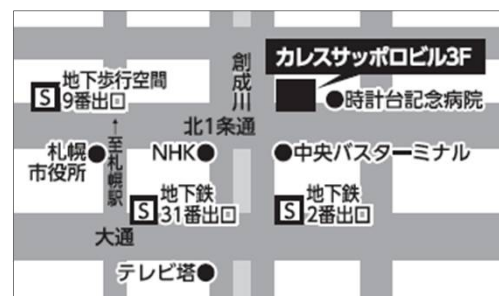 カレスサッポロビル3F
創成川
地下歩行空間
9番出口
S
時計台記念病院
北1条通
←至札幌駅
札幌
市役所
NHK
中央バスターミナル
S
地下鉄
31番出口
S
地下鉄
2番出口
大通
テレビ塔